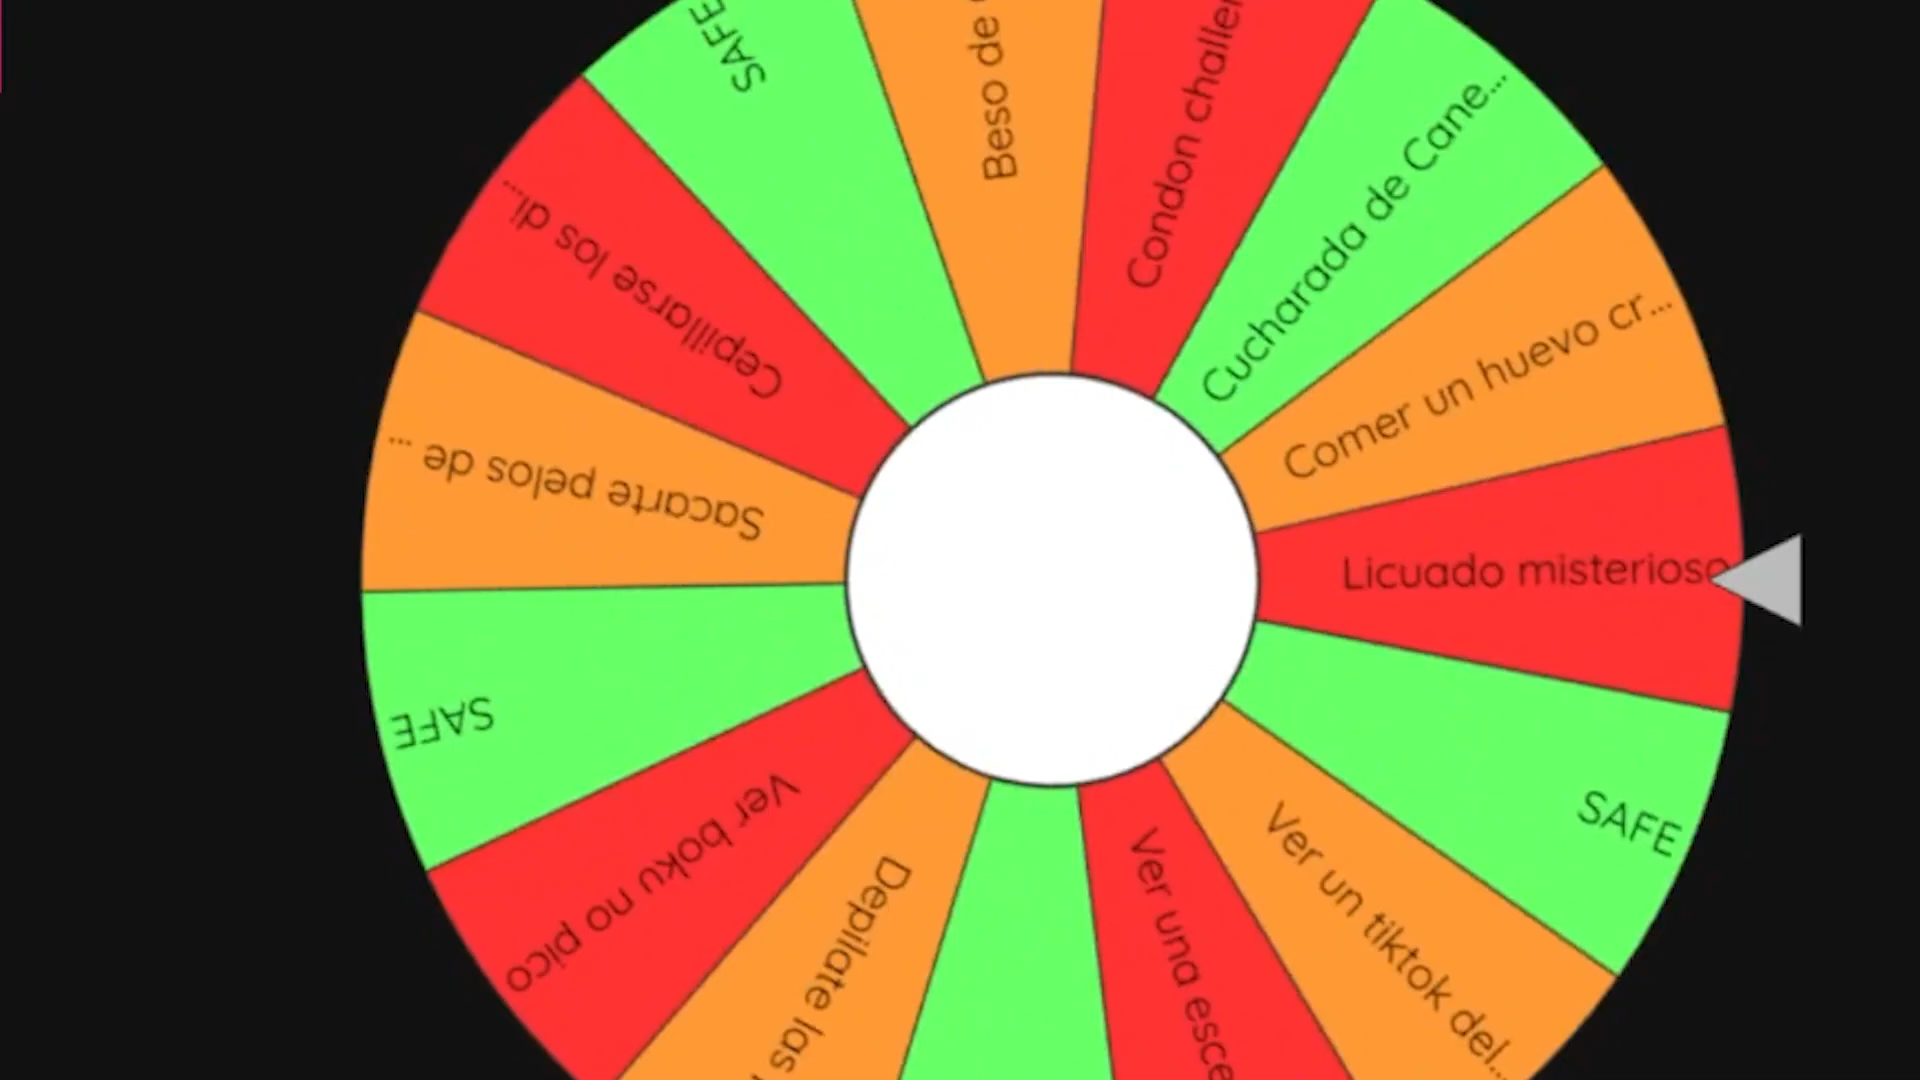 SAFE
Beso de
Condon challen
Cucharada de Cane...
Comer un huevo cr...
Licuado misterioso
SAFE
Ver un tiktok del...
Ver una esce
Depilate las
Ver boku no pico
SAFE
Sacarte pelos de ...
Cepillarse los di...